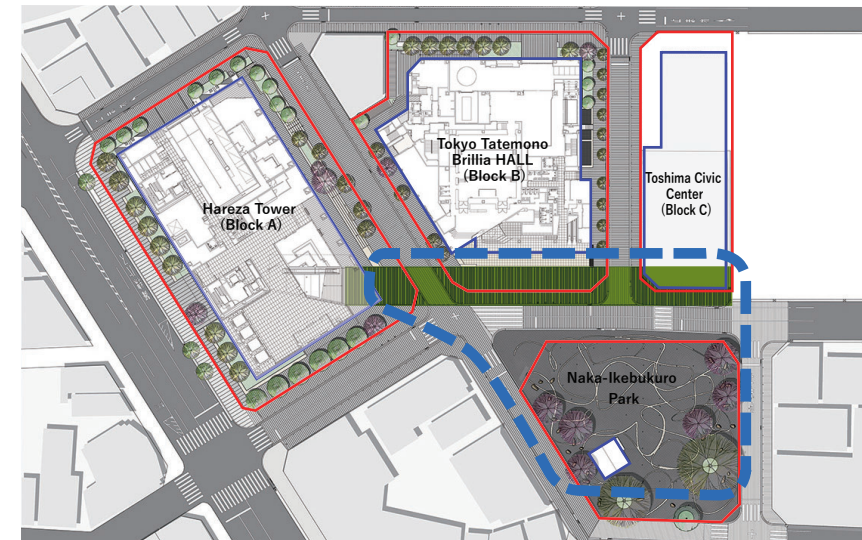 Hareza Tower
(Block A)
Tokyo Tatemono
Brillia HALL
(Block B)
Toshima Civic
Center
(Block C)
Naka-Ikebukuro
Park